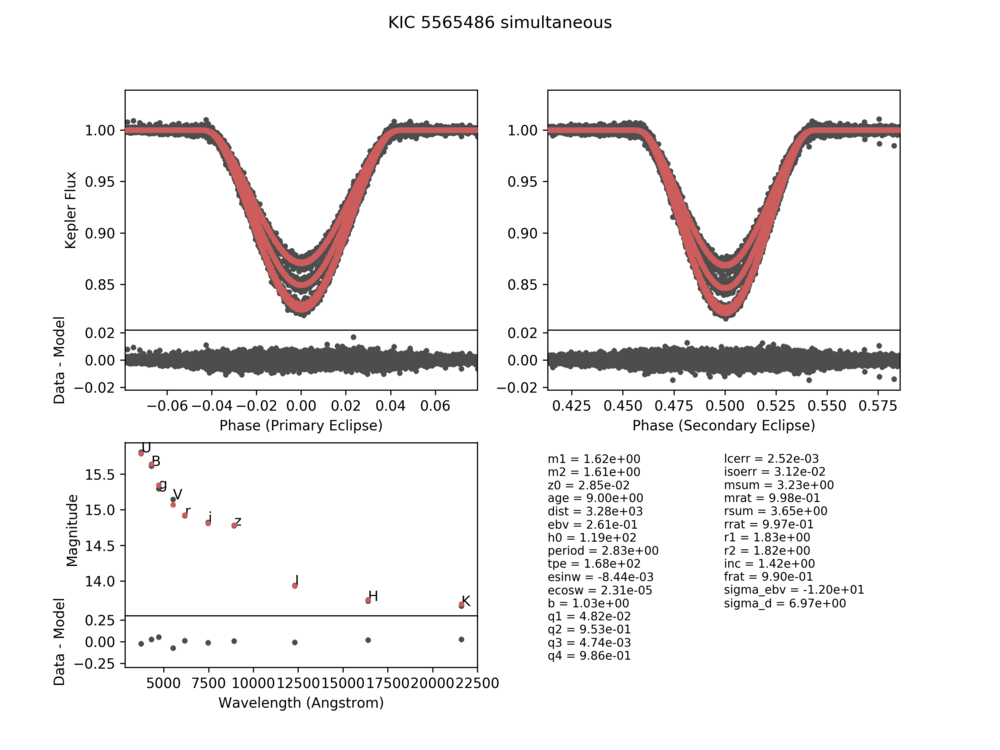 KIC 5565486 simultaneous
Kepler Flux
1.00
0.95
0.90
0.85
Data - Model
0.02
0.00
−0.02
−0.06 −0.04 −0.02 0.00 0.02 0.04 0.06
Phase (Primary Eclipse)
1.00
0.95
0.90
0.85
0.02
0.00
−0.02
0.425 0.450 0.475 0.500 0.525 0.550 0.575
Phase (Secondary Eclipse)
Magnitude
15.5
15.0
14.5
14.0
U
B
g
V
r
i
z
J
H
K
Data - Model
0.25
0.00
−0.25
5000 7500 10000 12500 15000 17500 20000 22500
Wavelength (Angstrom)
m1 = 1.62e+00
m2 = 1.61e+00
z0 = 2.85e-02
age = 9.00e+00
dist = 3.28e+03
ebv = 2.61e-01
h0 = 1.19e+02
period = 2.83e+00
tpe = 1.68e+02
esinw = -8.44e-03
ecosw = 2.31e-05
b = 1.03e+00
q1 = 4.82e-02
q2 = 9.53e-01
q3 = 4.74e-03
q4 = 9.86e-01
lcerr = 2.52e-03
isoerr = 3.12e-02
msum = 3.23e+00
mrat = 9.98e-01
rsum = 3.65e+00
rrat = 9.97e-01
r1 = 1.83e+00
r2 = 1.82e+00
inc = 1.42e+00
frat = 9.90e-01
sigma_ebv = -1.20e+01
sigma_d = 6.97e+00